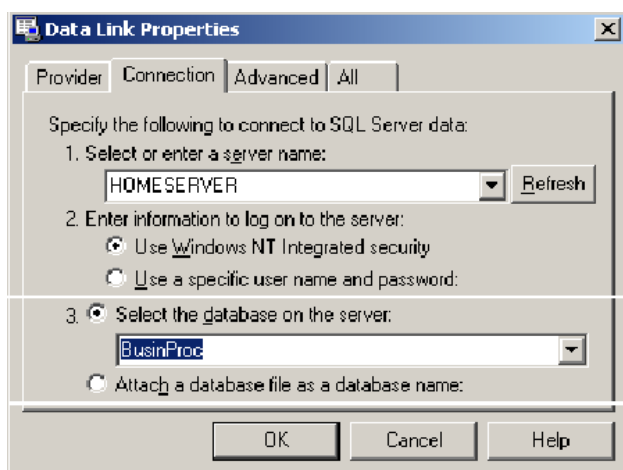 Data Link Properties
Provider Connection Advanced All
Specify the following to connect to SQL Server data:
1. Select or enter a server name:
HOMESERVER Refresh
2. Enter information to log on to the server:
Use Windows NT Integrated security
Use a specific user name and password:
3. Select the database on the server:
BusinProc
Attach a database file as a database name:
OK Cancel Help